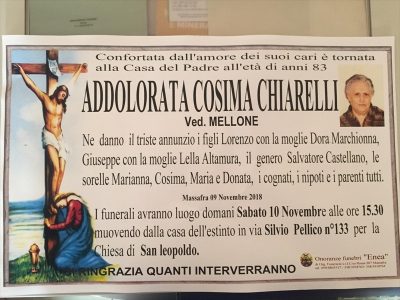 Confortata dall'amore dei suoi cari è tornata
alla Casa del Padre all'età di anni 83
ADDOLORATA COSIMA CHIARELLI
Ved. MELLONE
Ne danno il triste annunzio i figli Lorenzo con la moglie Dora Marchionna,
Giuseppe con la moglie Lella Altamura, il genero Salvatore Castellano, le
sorelle Marianna, Cosima, Maria e Donata, i cognati, i nipoti e i parenti tutti.
Massafra 09 Novembre 2018
I funerali avranno luogo domani Sabato 10 Novembre alle ore 15.30
muovendo dalla casa dell'estinto in via Silvio Pellico n°133 per la
Chiesa di San leopoldo.
SI RINGRAZIA QUANTI INTERVERRANNO
Onoranze funebri "Enea"